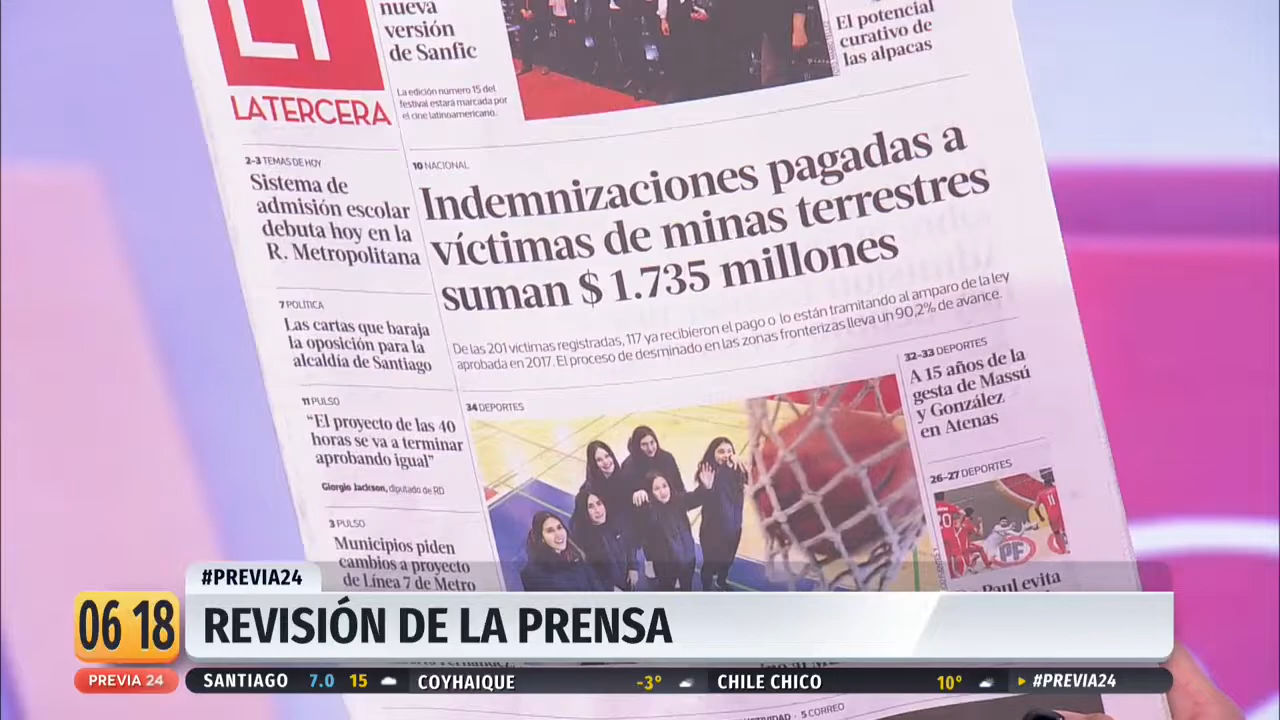 nueva
versión
de Sanfic
La edición número 15 del
festival estará marcada por
el cine latinoamericano.
El potencial
curativo de
las alpacas
LT
LATERCERA
2-3 TEMAS DE HOY
Sistema de
admisión escolar
debuta hoy en la
R. Metropolitana
7 POLÍTICA
Las cartas que baraja
la oposición para la
alcaldía de Santiago
11 PULSO
“El proyecto de las 40
horas se va a terminar
aprobando igual”
Giorgio Jackson, diputado de RD
3 PULSO
Municipios piden
cambios a proyecto
de Línea 7 de Metro
10 NACIONAL
Indemnizaciones pagadas a
víctimas de minas terrestres
suman $ 1.735 millones
De las 201 víctimas registradas, 117 ya recibieron el pago o lo están tramitando al amparo de la ley
aprobada en 2017. El proceso de desminado en las zonas fronterizas lleva un 90,2% de avance.
34 DEPORTES
32-33 DEPORTES
A 15 años de la
gesta de Massú
y González
en Atenas
26-27 DEPORTES
PF
Paul evita
#PREVIA24
06 18
REVISIÓN DE LA PRENSA
PREVIA 24
SANTIAGO 7.0 15
COYHAIQUE -3°
CHILE CHICO 10°
#PREVIA24
5 CORREO